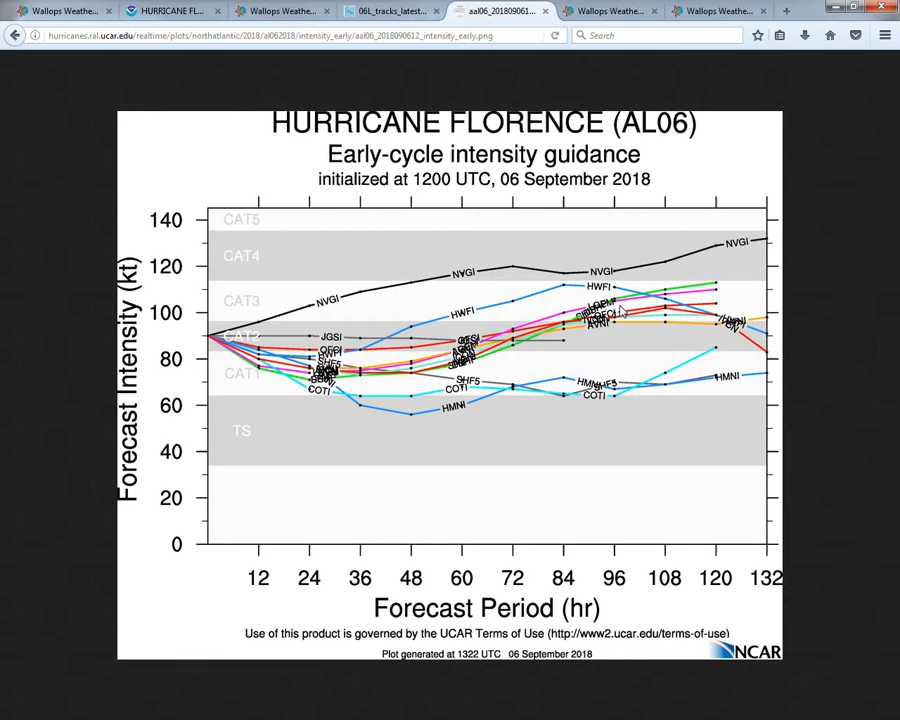 Wallops Weathe...
HURRICANE FL...
Wallops Weathe...
06L_tracks_latest...
aal06_201809061...
Wallops Weathe...
Wallops Weathe...
hurricanes.ral.ucar.edu/realtime/plots/northatlantic/2018/al062018/intensity_early/aal06_2018090612_intensity_early.png
Search
HURRICANE FLORENCE (AL06)
Early-cycle intensity guidance
initialized at 1200 UTC, 06 September 2018
Forecast Intensity (kt)
140
120
100
80
60
40
20
0
CAT5
CAT4
CAT3
CAT2
CAT1
TS
NVGI
NVGI
NVGI
NVGI
HWFI
HWFI
HWFI
JGSI
SHF5
SHF5
COTI
COTI
COTI
HMNI
HMNI
AVNI
12 24 36 48 60 72 84 96 108 120 132
Forecast Period (hr)
Use of this product is governed by the UCAR Terms of Use (http://www2.ucar.edu/terms-of-use)
Plot generated at 1322 UTC 06 September 2018
NCAR